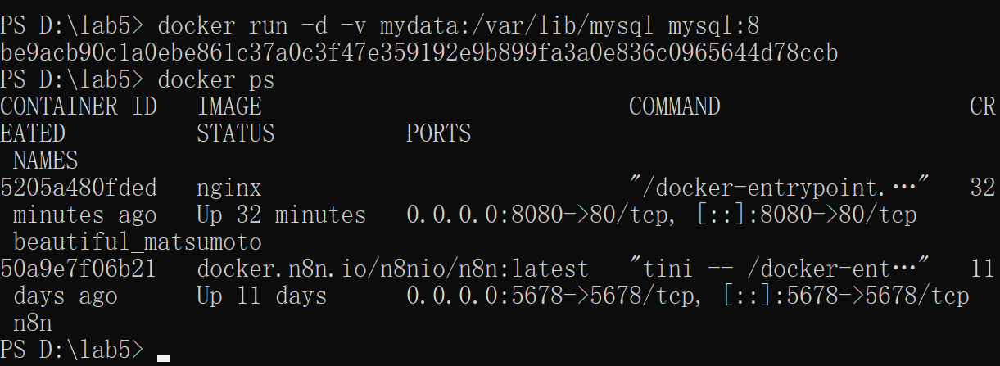 PS D:\lab5> docker run -d -v mydata:/var/lib/mysql mysql:8
be9acb90c1a0ebe861c37a0c3f47e359192e9b899fa3a0e836c0965644d78ccb
PS D:\lab5> docker ps
CONTAINER ID   IMAGE                            COMMAND                   CR
EATED          STATUS          PORTS
 NAMES
5205a480fded   nginx                            "/docker-entrypoint.…"   32
 minutes ago   Up 32 minutes   0.0.0.0:8080->80/tcp, [::]:8080->80/tcp
 beautiful_matsumoto
50a9e7f06b21   docker.n8n.io/n8nio/n8n:latest   "tini -- /docker-ent…"   11
 days ago      Up 11 days      0.0.0.0:5678->5678/tcp, [::]:5678->5678/tcp
 n8n
PS D:\lab5>